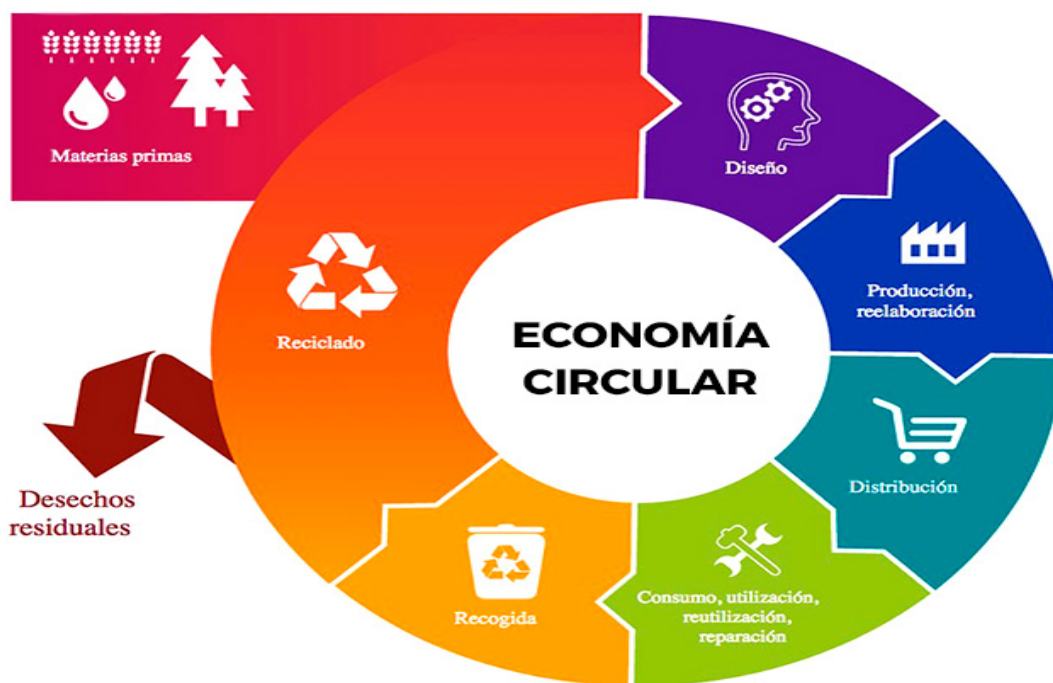 Materias primas
Diseño
Producción,
reelaboración
Distribución
Consumo, utilización,
reutilización,
reparación
Recogida
Reciclado
Desechos
residuales
ECONOMÍA
CIRCULAR